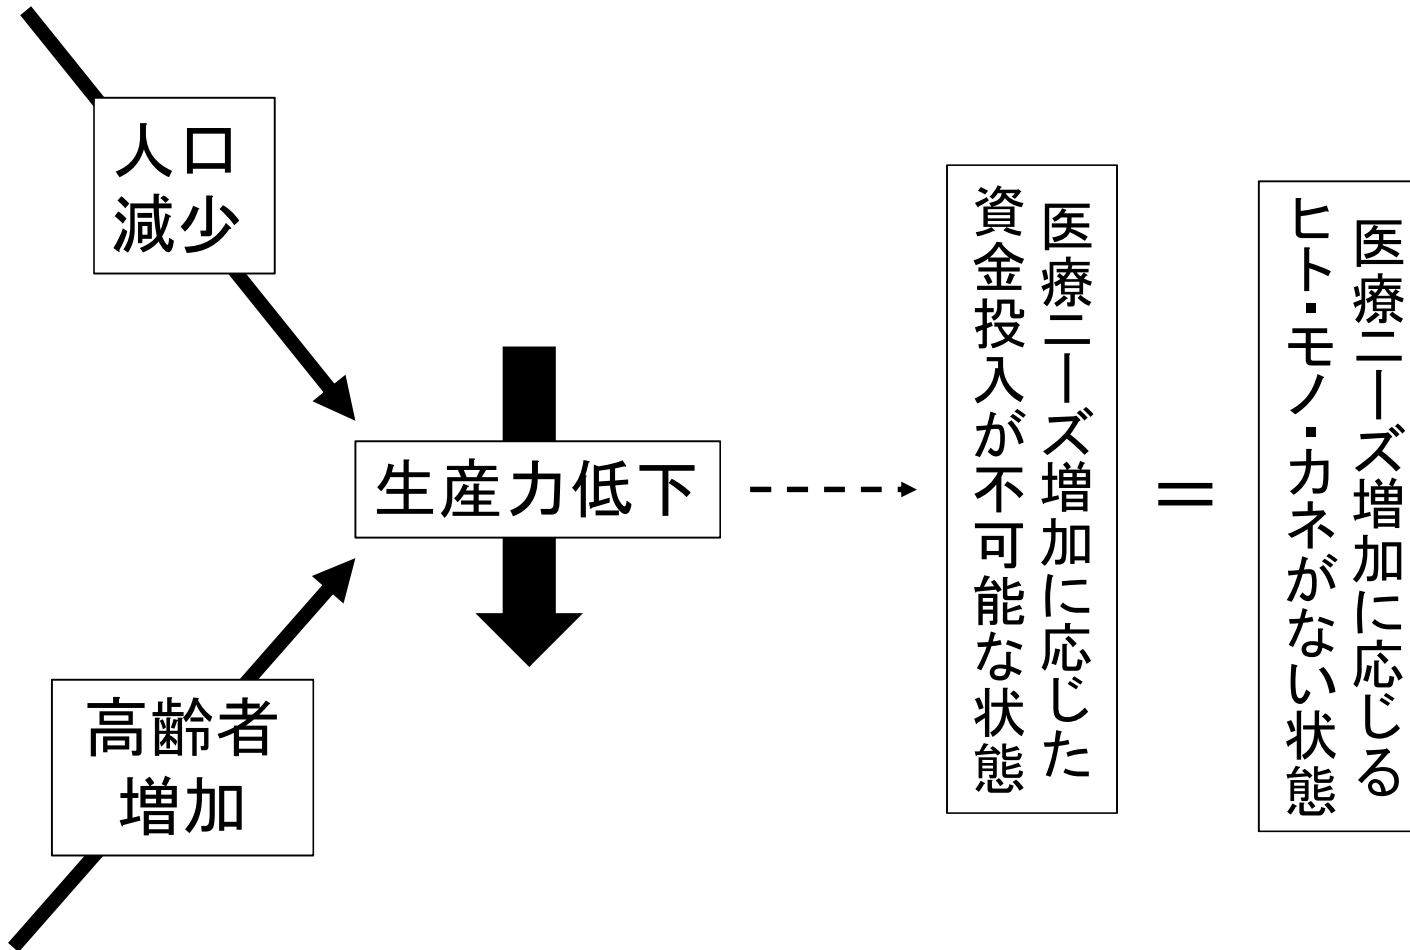 人口
減少
高齢者
増加
生産力低下
医療ニーズ増加に応じた
資金投入が不可能な状態
＝
医療ニーズ増加に応じる
ヒト・モノ・カネがない状態